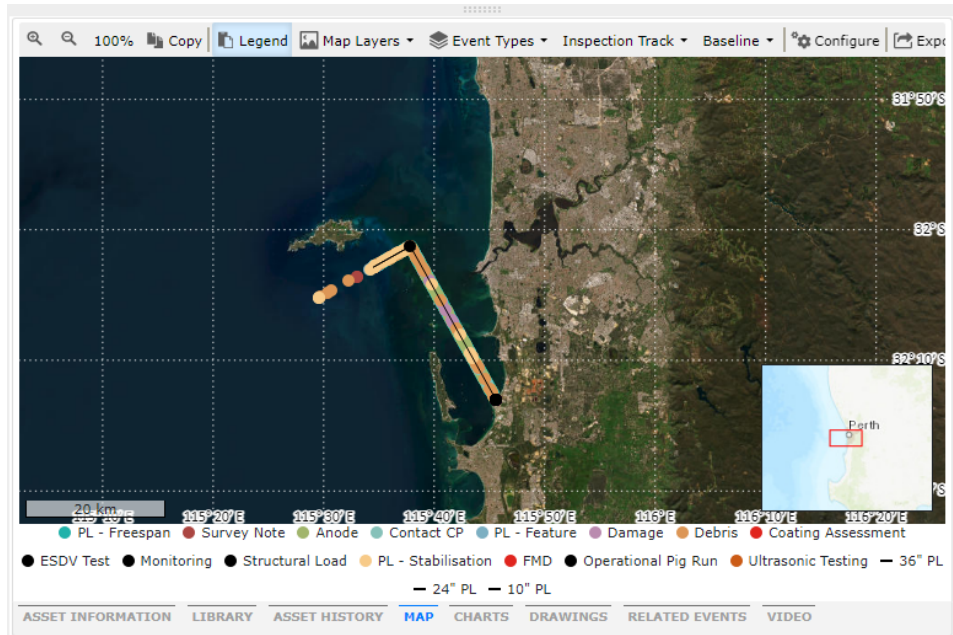 100% Copy Legend Map Layers Event Types Inspection Track Baseline Configure Expo
31°50'S
32°S
32°10'S
Perth
'S
20 km
115°20'E 115°30'E 115°40'E 115°50'E 116°E 116°10'E 116°20'E
PL - Freespan Survey Note Anode Contact CP PL - Feature Damage Debris Coating Assessment
ESDV Test Monitoring Structural Load PL - Stabilisation FMD Operational Pig Run Ultrasonic Testing 36" PL
24" PL 10" PL
ASSET INFORMATION LIBRARY ASSET HISTORY MAP CHARTS DRAWINGS RELATED EVENTS VIDEO